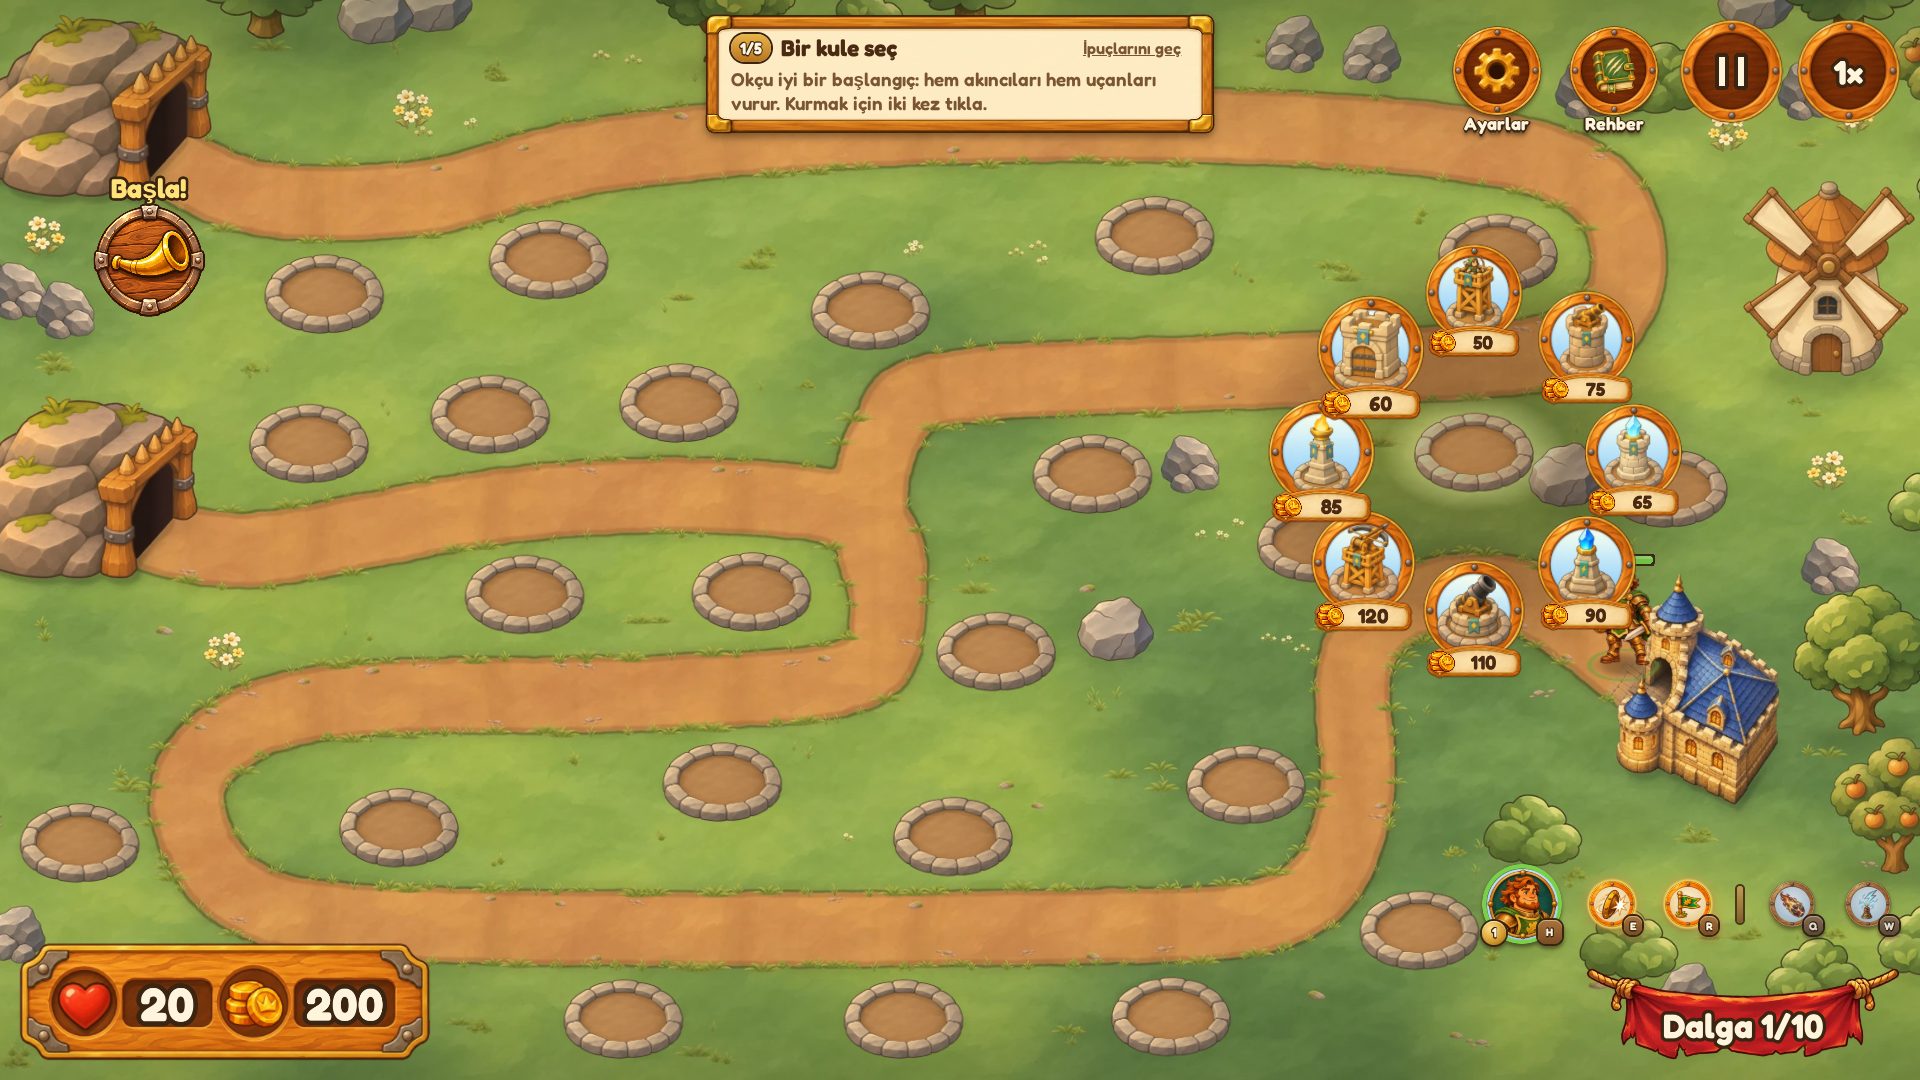 1/5 Bir kule seç İpuçlarını geç
Okçu iyi bir başlangıç: hem akıncıları hem uçanları
vurur. Kurmak için iki kez tıkla.
1x
Ayarlar Rehber
Başla!
50
75
60
65
85
90
120
110
E R Q W
1 H
20 200
Dalga 1/10